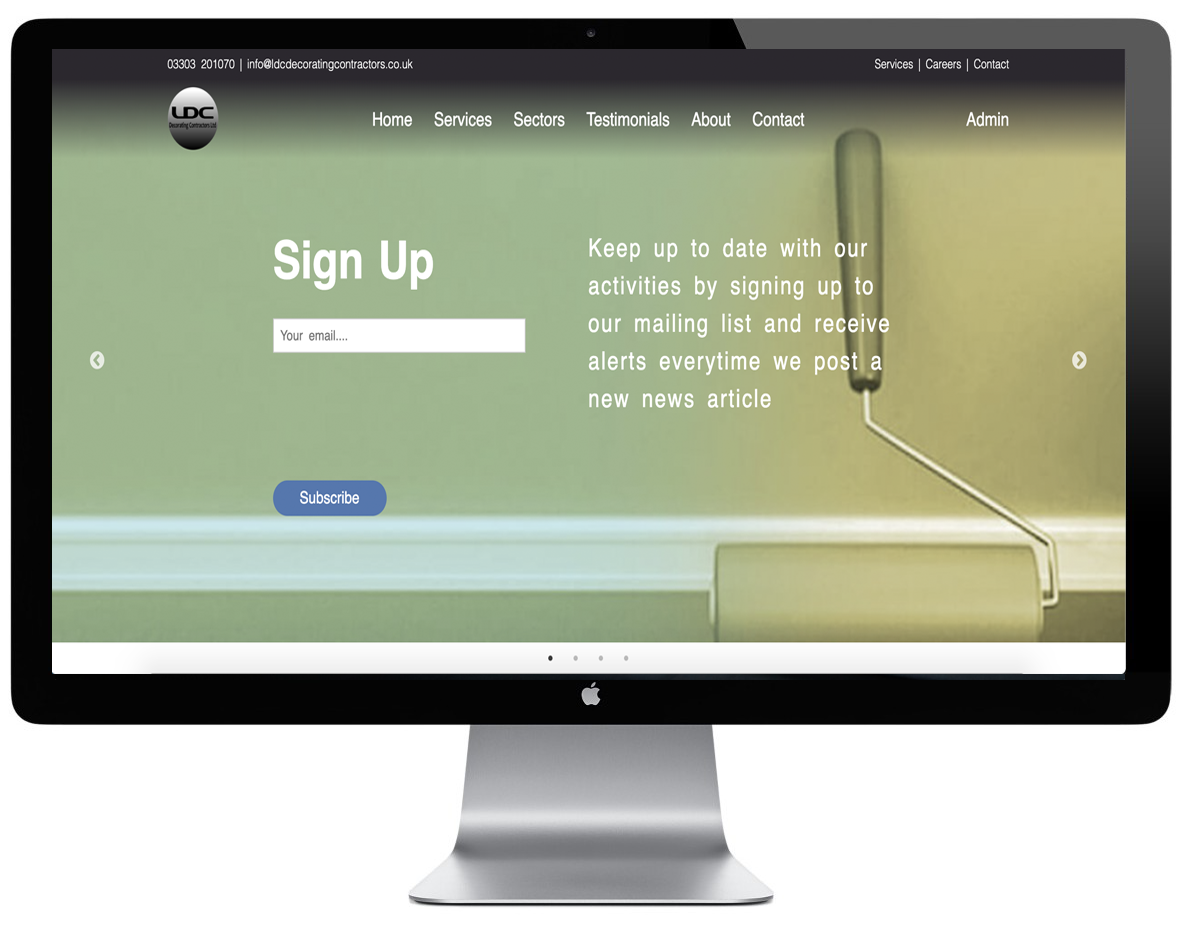 03303 201070 | info@ldcdecoratingcontractors.co.uk
Services | Careers | Contact
LDC
Decorating Contractors Ltd
Home Services Sectors Testimonials About Contact Admin
Sign Up
Your email....
Subscribe
Keep up to date with our
activities by signing up to
our mailing list and receive
alerts everytime we post a
new news article